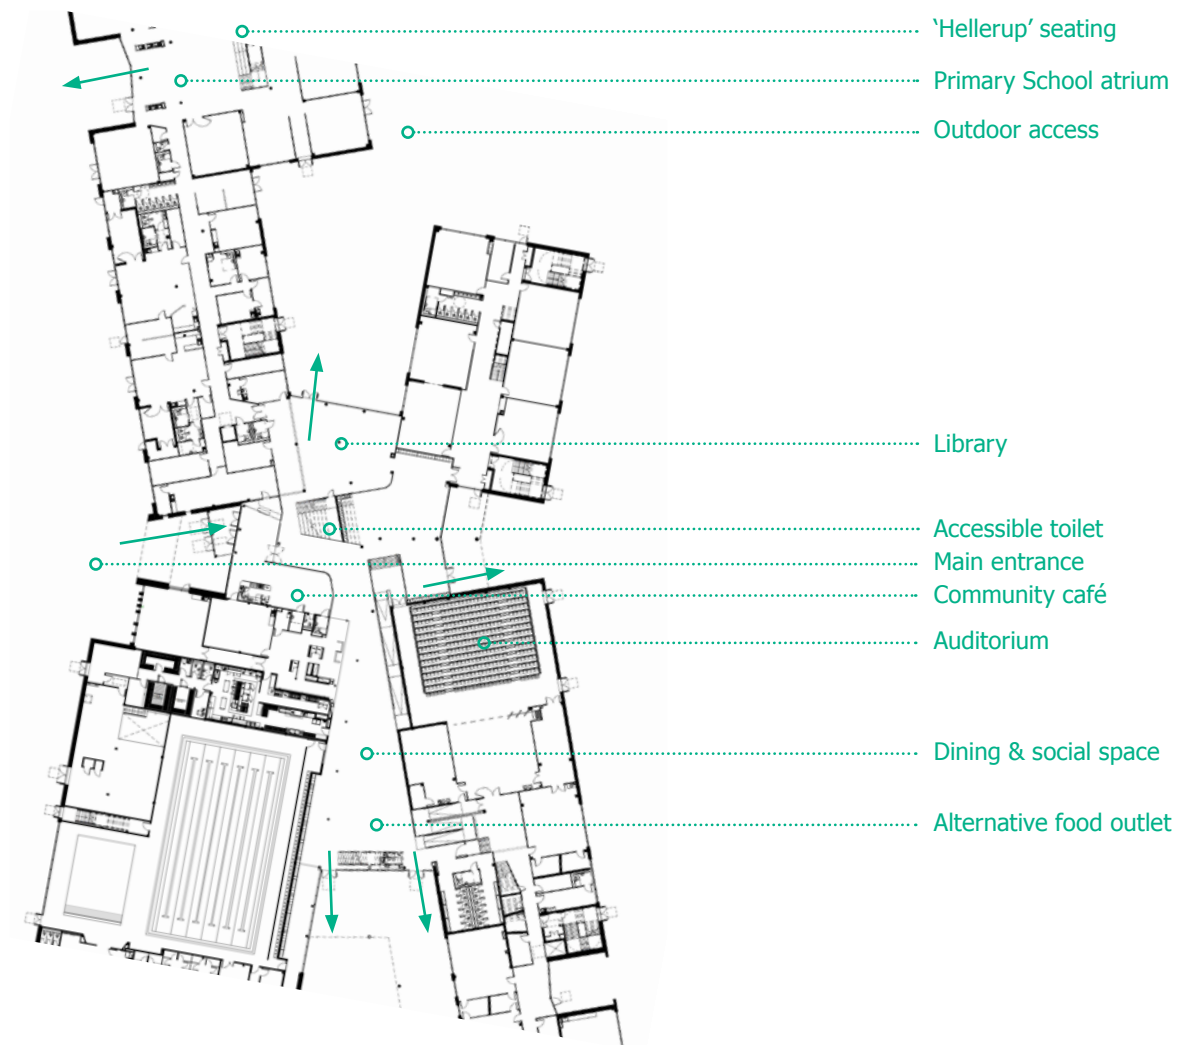 ‘Hellerup’ seating
Primary School atrium
Outdoor access
Library
Accessible toilet
Main entrance
Community café
Auditorium
Dining & social space
Alternative food outlet